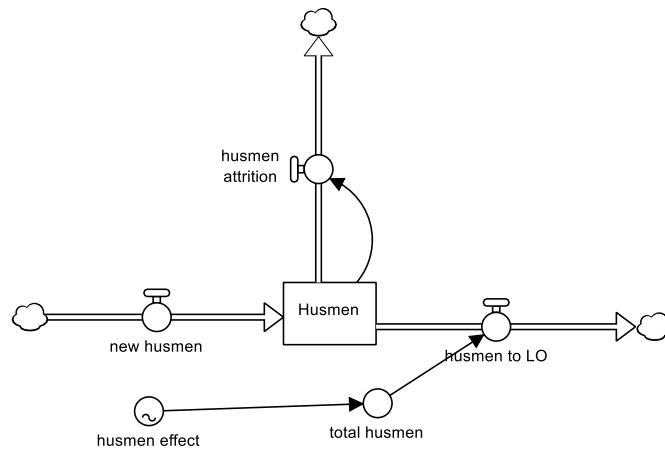 husmen
attrition
Husmen
new husmen
husmen to LO
husmen effect
total husmen